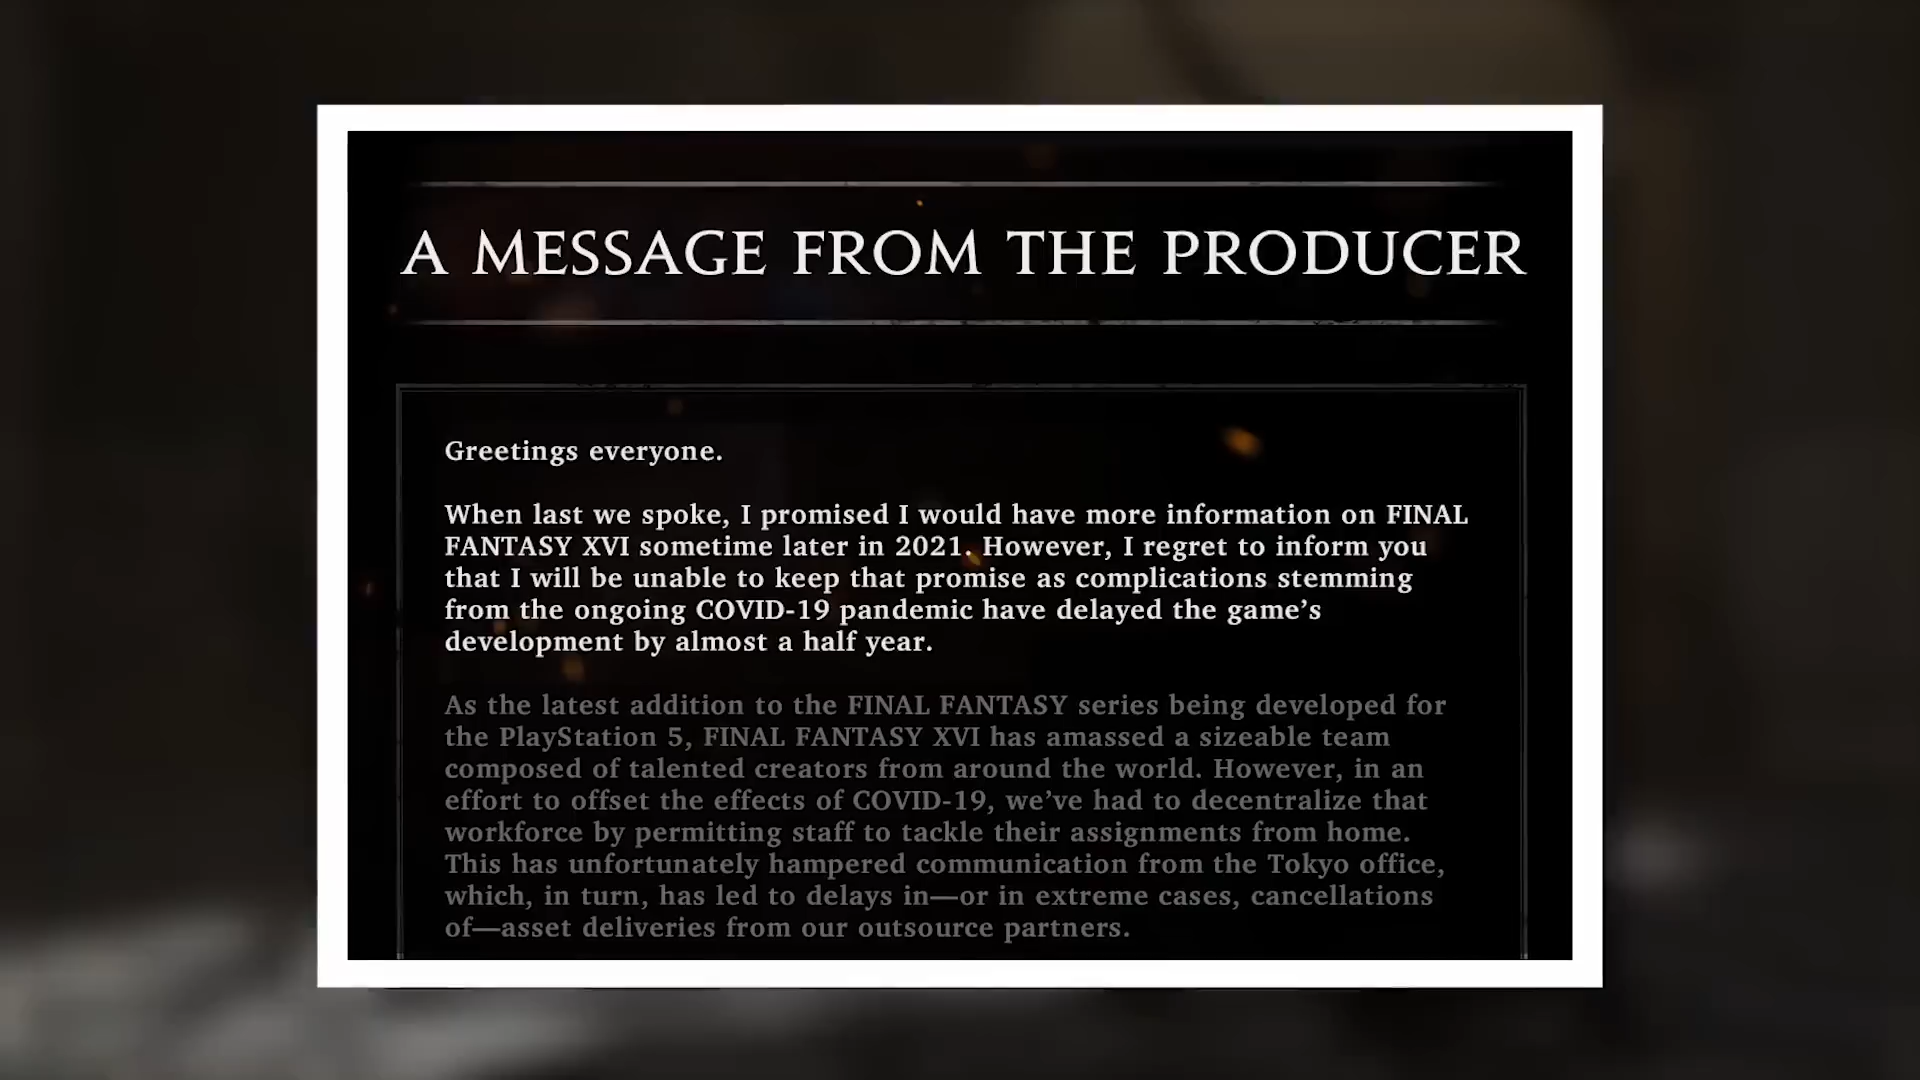 A MESSAGE FROM THE PRODUCER
Greetings everyone.
When last we spoke, I promised I would have more information on FINAL
FANTASY XVI sometime later in 2021. However, I regret to inform you
that I will be unable to keep that promise as complications stemming
from the ongoing COVID-19 pandemic have delayed the game’s
development by almost a half year.
As the latest addition to the FINAL FANTASY series being developed for
the PlayStation 5, FINAL FANTASY XVI has amassed a sizeable team
composed of talented creators from around the world. However, in an
effort to offset the effects of COVID-19, we’ve had to decentralize that
workforce by permitting staff to tackle their assignments from home.
This has unfortunately hampered communication from the Tokyo office,
which, in turn, has led to delays in—or in extreme cases, cancellations
of—asset deliveries from our outsource partners.